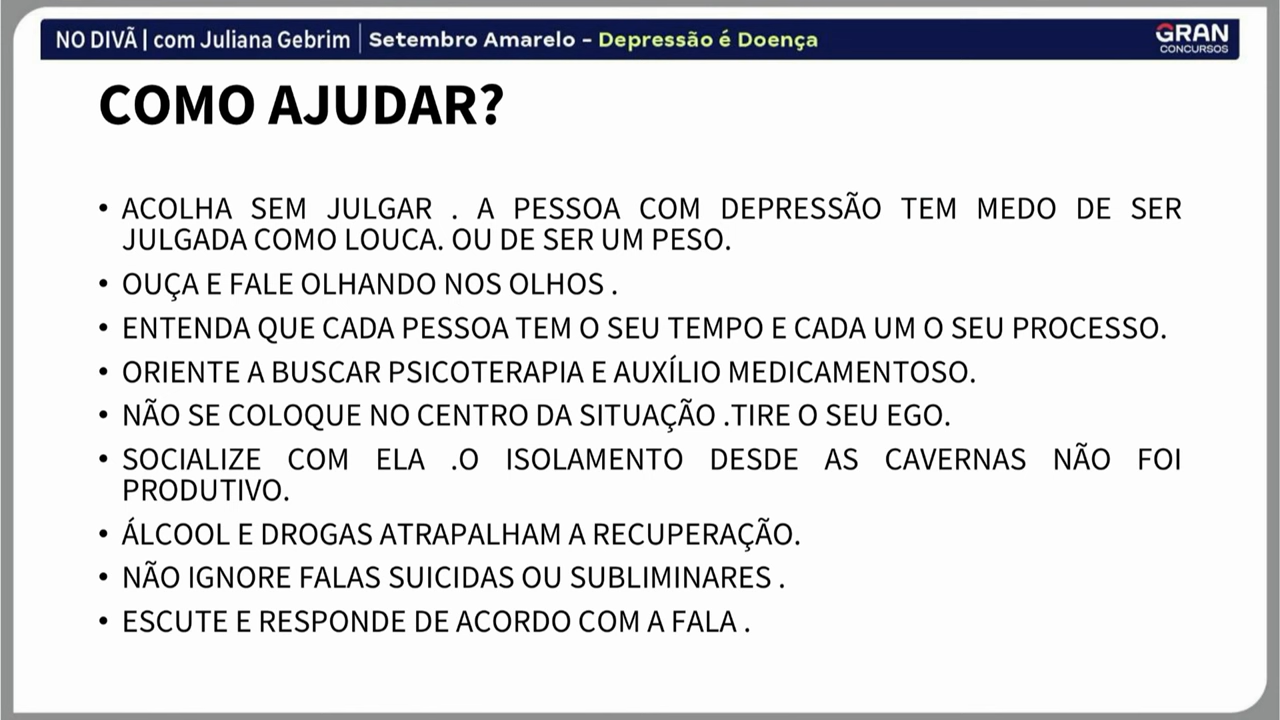 NO DIVÃ | com Juliana Gebrim | Setembro Amarelo – Depressão é Doença
GRAN
CONCURSOS
COMO AJUDAR?
• ACOLHA SEM JULGAR . A PESSOA COM DEPRESSÃO TEM MEDO DE SER
JULGADA COMO LOUCA. OU DE SER UM PESO.
• OUÇA E FALE OLHANDO NOS OLHOS .
• ENTENDA QUE CADA PESSOA TEM O SEU TEMPO E CADA UM O SEU PROCESSO.
• ORIENTE A BUSCAR PSICOTERAPIA E AUXÍLIO MEDICAMENTOSO.
• NÃO SE COLOQUE NO CENTRO DA SITUAÇÃO .TIRE O SEU EGO.
• SOCIALIZE COM ELA .O ISOLAMENTO DESDE AS CAVERNAS NÃO FOI
PRODUTIVO.
• ÁLCOOL E DROGAS ATRAPALHAM A RECUPERAÇÃO.
• NÃO IGNORE FALAS SUICIDAS OU SUBLIMINARES .
• ESCUTE E RESPONDE DE ACORDO COM A FALA .